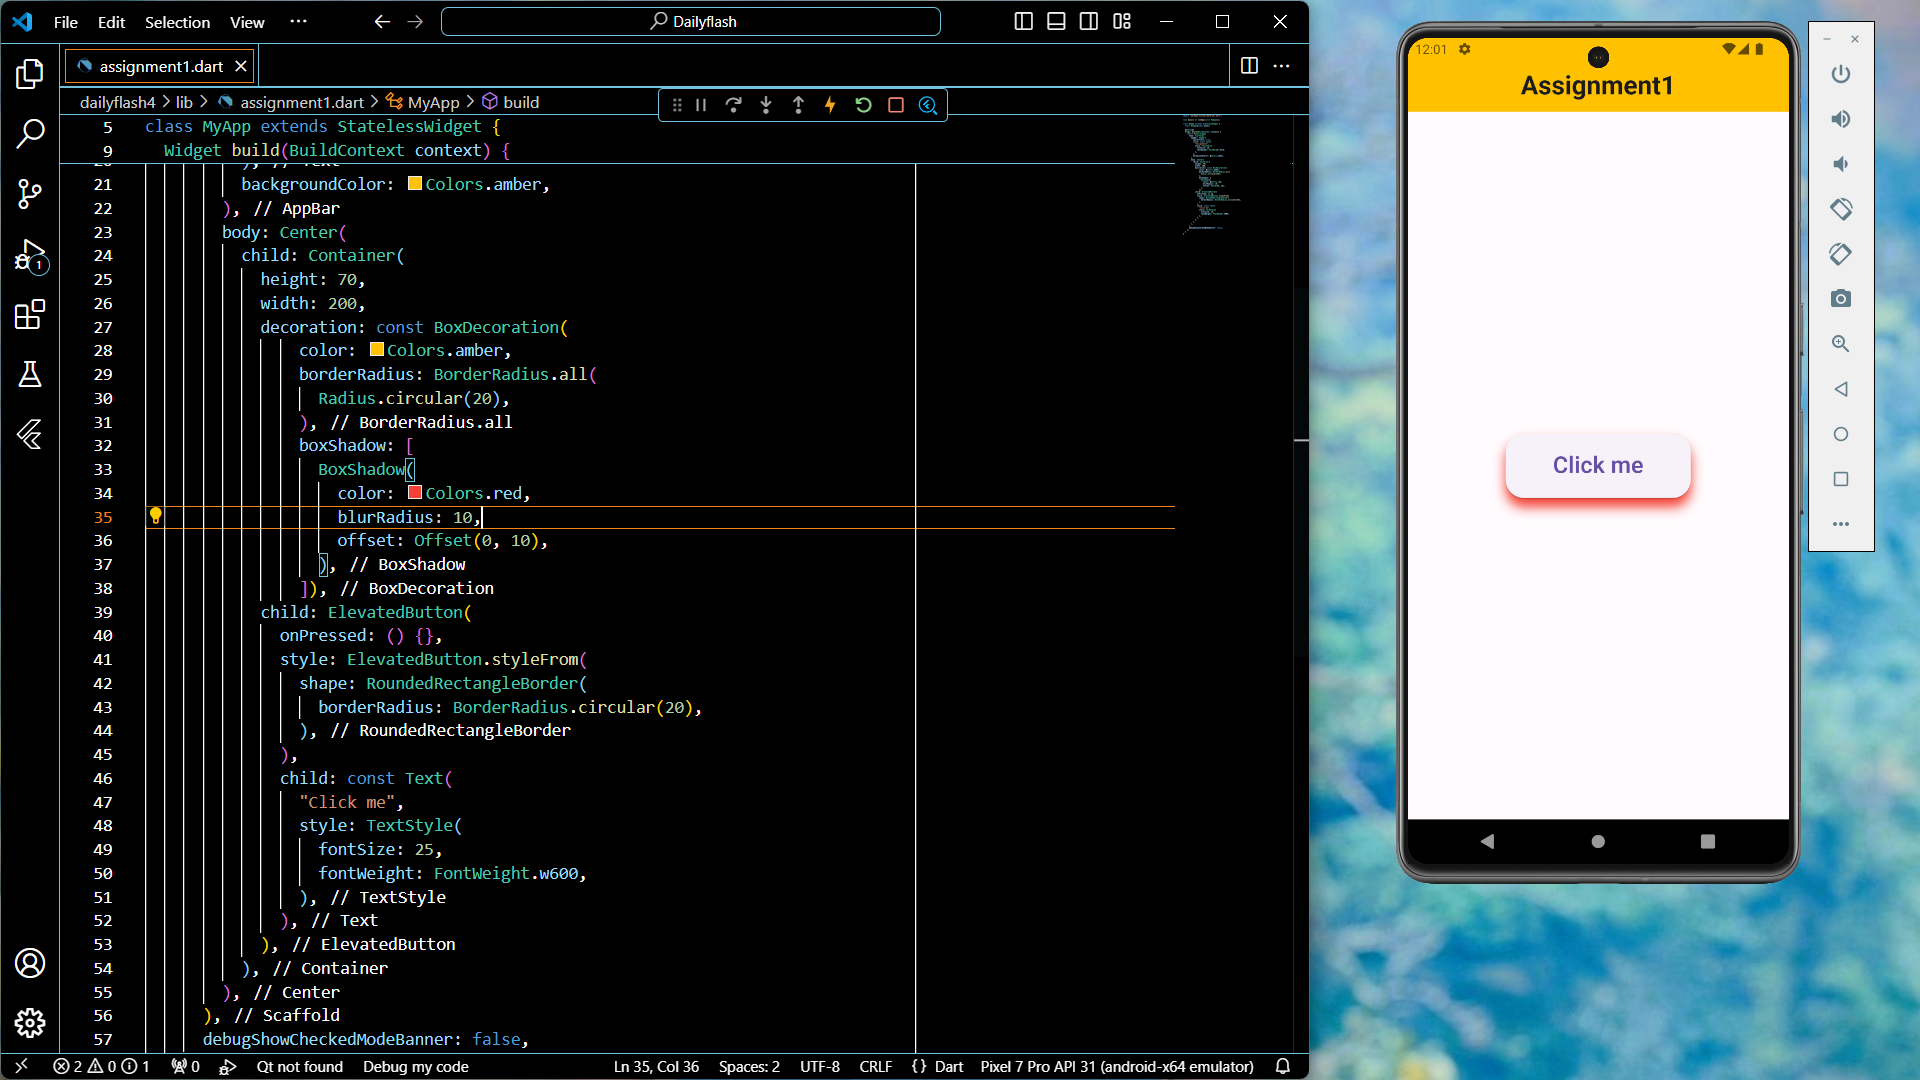 File Edit Selection View ··· Dailyflash
assignment1.dart
dailyflash4 > lib > assignment1.dart > MyApp > build
5 class MyApp extends StatelessWidget {
9 Widget build(BuildContext context) {
21 backgroundColor: Colors.amber,
22 ), // AppBar
23 body: Center(
24 child: Container(
25 height: 70,
26 width: 200,
27 decoration: const BoxDecoration(
28 color: Colors.amber,
29 borderRadius: BorderRadius.all(
30 Radius.circular(20),
31 ), // BorderRadius.all
32 boxShadow: [
33 BoxShadow(
34 color: Colors.red,
35 blurRadius: 10,
36 offset: Offset(0, 10),
37 ), // BoxShadow
38 ]), // BoxDecoration
39 child: ElevatedButton(
40 onPressed: () {},
41 style: ElevatedButton.styleFrom(
42 shape: RoundedRectangleBorder(
43 borderRadius: BorderRadius.circular(20),
44 ), // RoundedRectangleBorder
45 ),
46 child: const Text(
47 "Click me",
48 style: TextStyle(
49 fontSize: 25,
50 fontWeight: FontWeight.w600,
51 ), // TextStyle
52 ), // Text
53 ), // ElevatedButton
54 ), // Container
55 ), // Center
56 ), // Scaffold
57 debugShowCheckedModeBanner: false,
1
2 0 1 0 Qt not found Debug my code Ln 35, Col 36 Spaces: 2 UTF-8 CRLF {} Dart Pixel 7 Pro API 31 (android-x64 emulator)
12:01
Assignment1
Click me